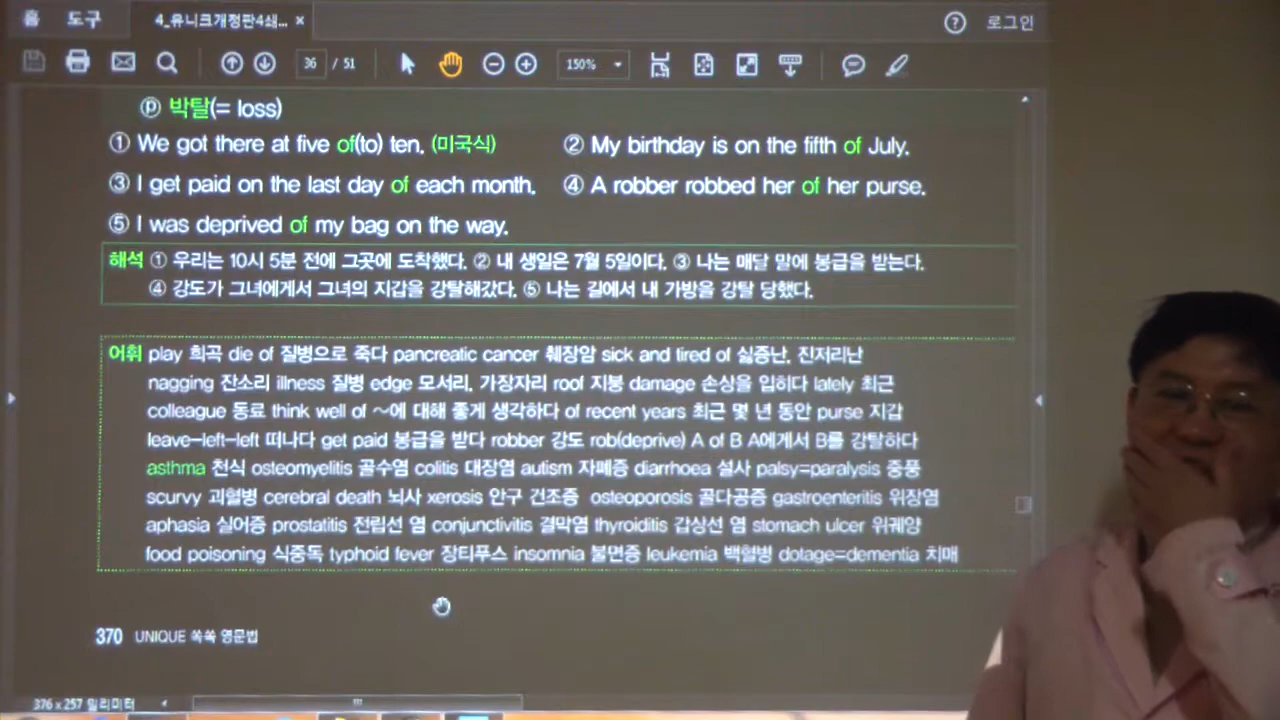 홈 도구 4_유니크개정판4쇄... × ? 로그인
36 / 51 150%
ⓟ 박탈(= loss)
① We got there at five of(to) ten. (미국식) ② My birthday is on the fifth of July.
③ I get paid on the last day of each month. ④ A robber robbed her of her purse.
⑤ I was deprived of my bag on the way.
해석 ① 우리는 10시 5분 전에 그곳에 도착했다. ② 내 생일은 7월 5일이다. ③ 나는 매달 말에 봉급을 받는다.
④ 강도가 그녀에게서 그녀의 지갑을 강탈해갔다. ⑤ 나는 길에서 내 가방을 강탈 당했다.
어휘 play 희곡 die of 질병으로 죽다 pancreatic cancer 췌장암 sick and tired of 싫증난, 진저리난
nagging 잔소리 illness 질병 edge 모서리, 가장자리 roof 지붕 damage 손상을 입히다 lately 최근
colleague 동료 think well of ～에 대해 좋게 생각하다 of recent years 최근 몇 년 동안 purse 지갑
leave-left-left 떠나다 get paid 봉급을 받다 robber 강도 rob(deprive) A of B A에게서 B를 강탈하다
asthma 천식 osteomyelitis 골수염 colitis 대장염 autism 자폐증 diarrhoea 설사 palsy=paralysis 중풍
scurvy 괴혈병 cerebral death 뇌사 xerosis 안구 건조증 osteoporosis 골다공증 gastroenteritis 위장염
aphasia 실어증 prostatitis 전립선 염 conjunctivitis 결막염 thyroiditis 갑상선 염 stomach ulcer 위궤양
food poisoning 식중독 typhoid fever 장티푸스 insomnia 불면증 leukemia 백혈병 dotage=dementia 치매
370 UNIQUE 쏙쏙 영문법
376 x 257 밀리미터